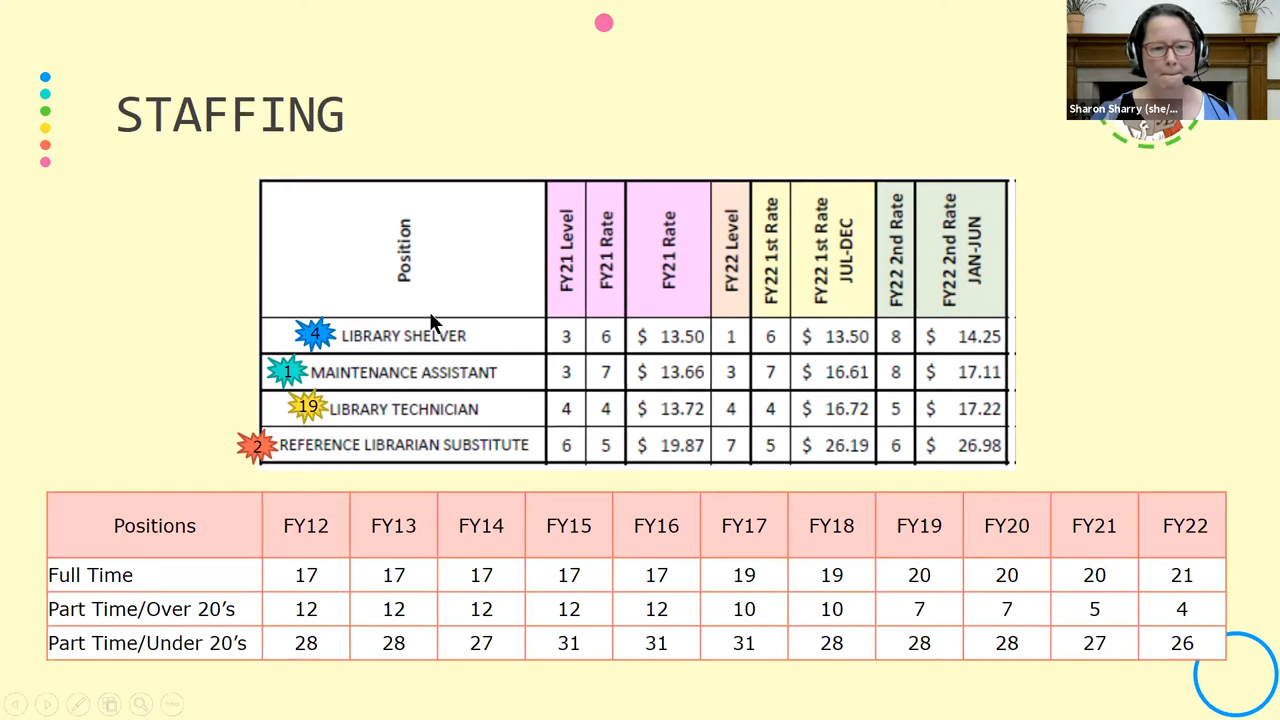 Sharon Sharry (she/...
STAFFING
Position FY21 Level FY21 Rate FY21 Rate FY22 Level FY22 1st Rate FY22 1st Rate JUL-DEC FY22 2nd Rate FY22 2nd Rate JAN-JUN
4 LIBRARY SHELVER 3 6 $ 13.50 1 6 $ 13.50 8 $ 14.25
1 MAINTENANCE ASSISTANT 3 7 $ 13.66 3 7 $ 16.61 8 $ 17.11
19 LIBRARY TECHNICIAN 4 4 $ 13.72 4 4 $ 16.72 5 $ 17.22
2 REFERENCE LIBRARIAN SUBSTITUTE 6 5 $ 19.87 7 5 $ 26.19 6 $ 26.98
Positions FY12 FY13 FY14 FY15 FY16 FY17 FY18 FY19 FY20 FY21 FY22
Full Time 17 17 17 17 17 19 19 20 20 20 21
Part Time/Over 20's 12 12 12 12 12 10 10 7 7 5 4
Part Time/Under 20's 28 28 27 31 31 31 28 28 28 27 26